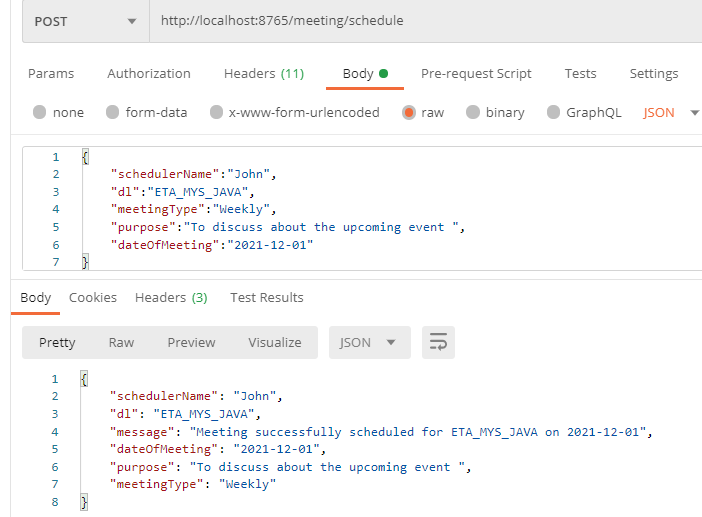 POST http://localhost:8765/meeting/schedule
Params Authorization Headers (11) Body Pre-request Script Tests Settings
none form-data x-www-form-urlencoded raw binary GraphQL JSON
1 {
2 "schedulerName":"John",
3 "dl":"ETA_MYS_JAVA",
4 "meetingType":"Weekly",
5 "purpose":"To discuss about the upcoming event ",
6 "dateOfMeeting":"2021-12-01"
7 }
Body Cookies Headers (3) Test Results
Pretty Raw Preview Visualize JSON
1 {
2 "schedulerName": "John",
3 "dl": "ETA_MYS_JAVA",
4 "message": "Meeting successfully scheduled for ETA_MYS_JAVA on 2021-12-01",
5 "dateOfMeeting": "2021-12-01",
6 "purpose": "To discuss about the upcoming event ",
7 "meetingType": "Weekly"
8 }